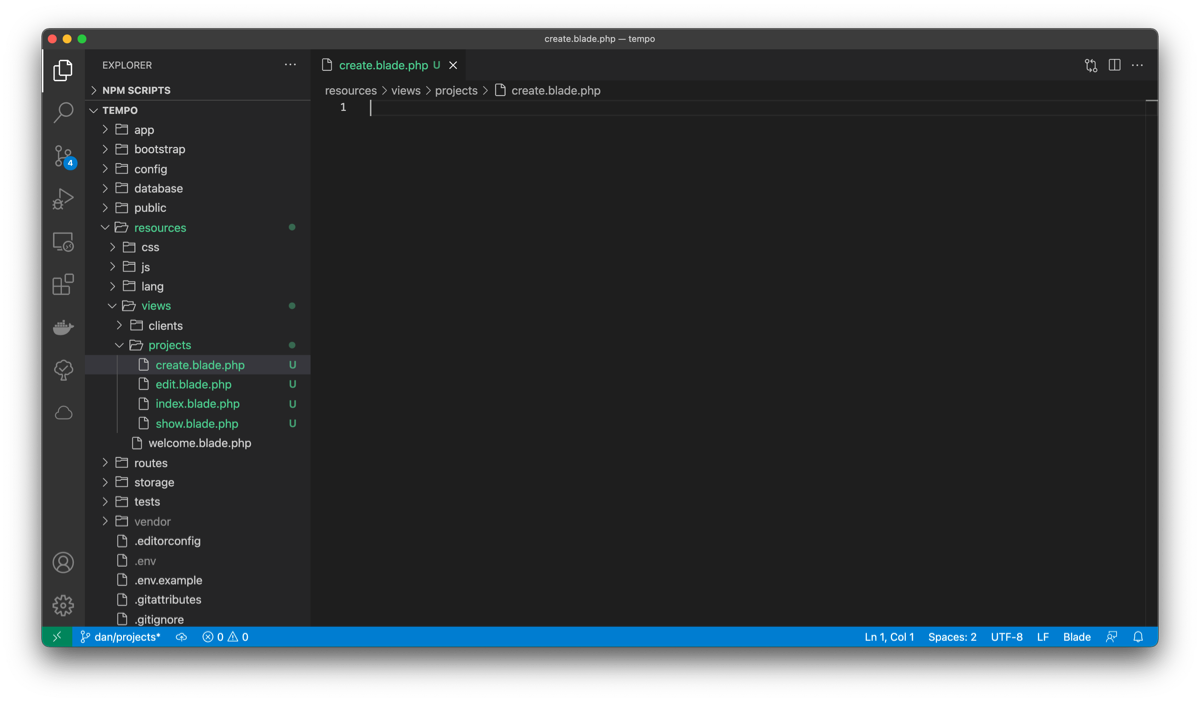 create.blade.php — tempo
EXPLORER
create.blade.php U
NPM SCRIPTS
resources > views > projects > create.blade.php
TEMPO
1
app
bootstrap
4
config
database
public
resources
css
js
lang
views
clients
projects
create.blade.php U
edit.blade.php U
index.blade.php U
show.blade.php U
welcome.blade.php
routes
storage
tests
vendor
.editorconfig
.env
.env.example
.gitattributes
.gitignore
dan/projects* 0 0 Ln 1, Col 1 Spaces: 2 UTF-8 LF Blade